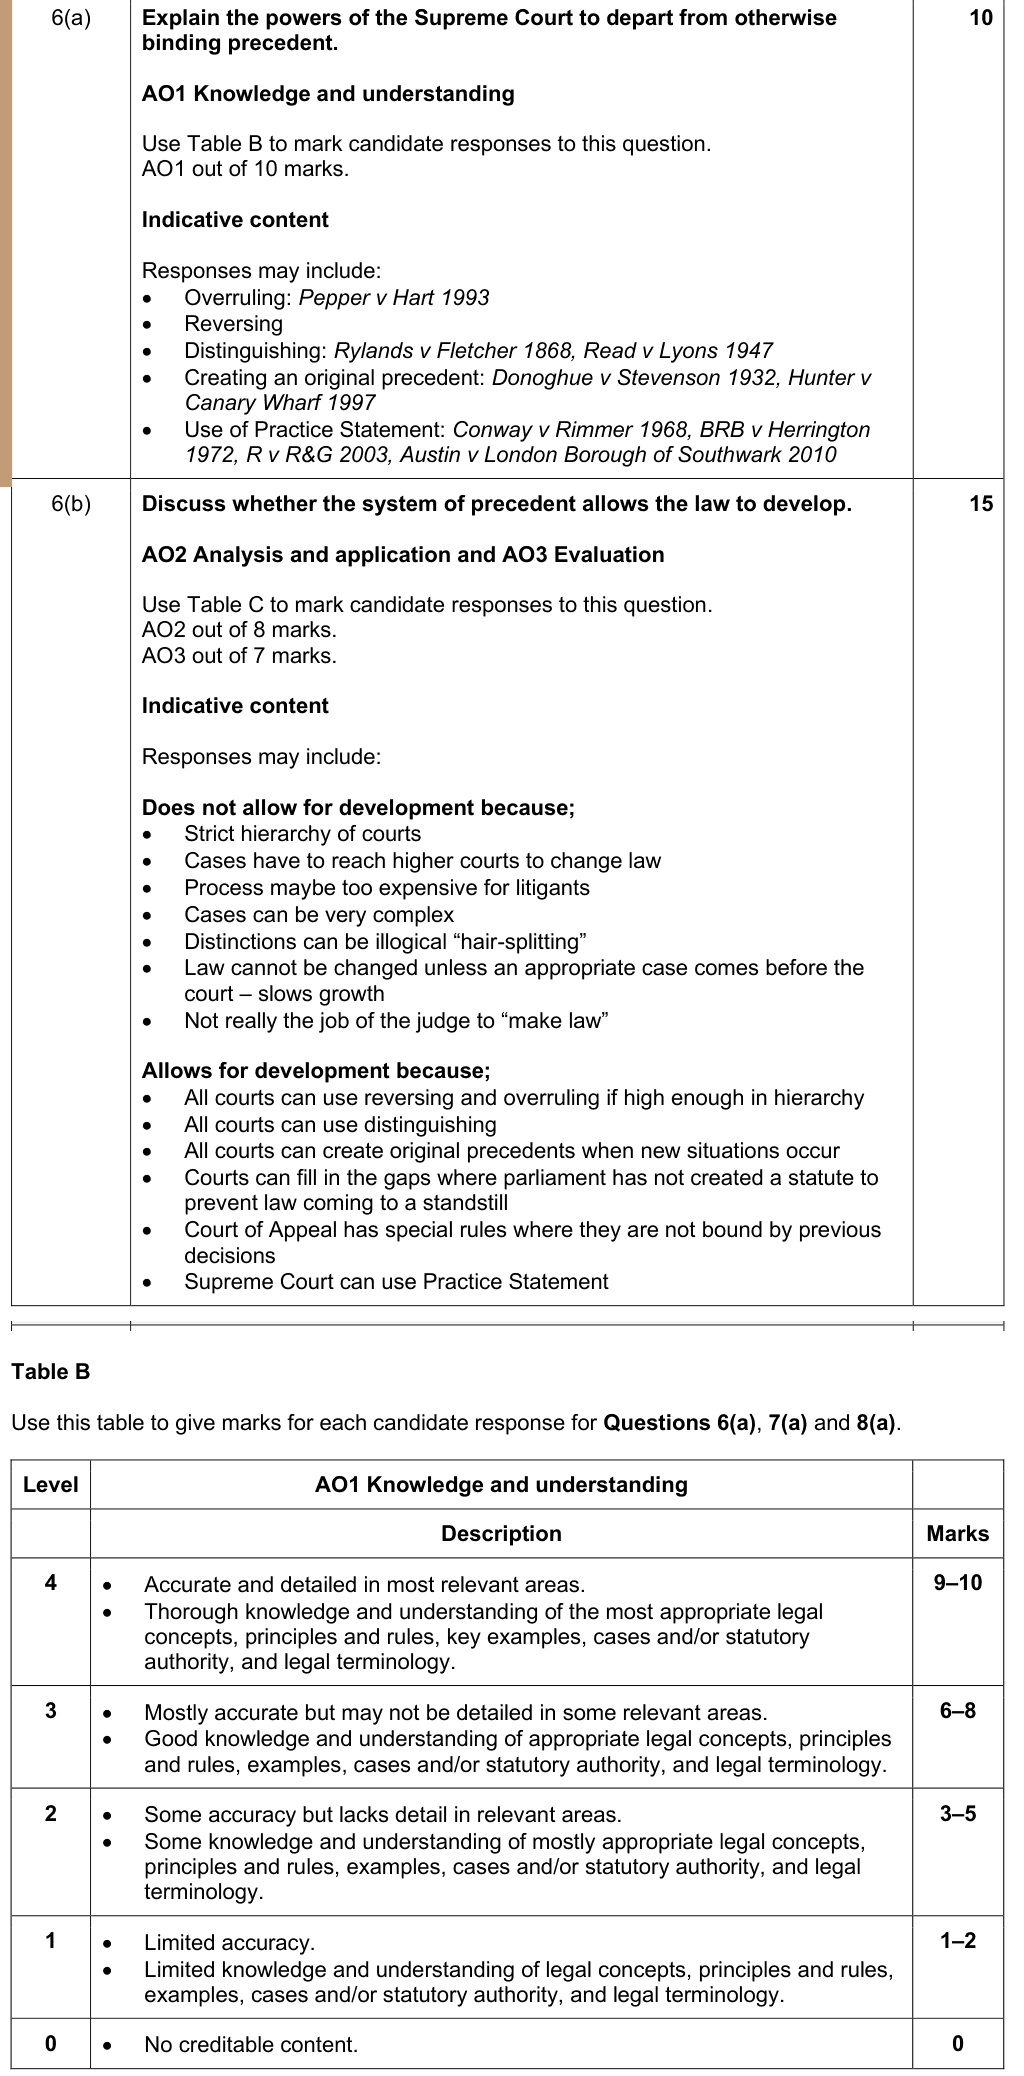 6(a) Explain the powers of the Supreme Court to depart from otherwise 10
binding precedent.
AO1 Knowledge and understanding
Use Table B to mark candidate responses to this question.
AO1 out of 10 marks.
Indicative content
Responses may include:
• Overruling: Pepper v Hart 1993
• Reversing
• Distinguishing: Rylands v Fletcher 1868, Read v Lyons 1947
• Creating an original precedent: Donoghue v Stevenson 1932, Hunter v
Canary Wharf 1997
• Use of Practice Statement: Conway v Rimmer 1968, BRB v Herrington
1972, R v R&G 2003, Austin v London Borough of Southwark 2010
6(b) Discuss whether the system of precedent allows the law to develop. 15
AO2 Analysis and application and AO3 Evaluation
Use Table C to mark candidate responses to this question.
AO2 out of 8 marks.
AO3 out of 7 marks.
Indicative content
Responses may include:
Does not allow for development because;
• Strict hierarchy of courts
• Cases have to reach higher courts to change law
• Process maybe too expensive for litigants
• Cases can be very complex
• Distinctions can be illogical “hair-splitting”
• Law cannot be changed unless an appropriate case comes before the
court – slows growth
• Not really the job of the judge to “make law”
Allows for development because;
• All courts can use reversing and overruling if high enough in hierarchy
• All courts can use distinguishing
• All courts can create original precedents when new situations occur
• Courts can fill in the gaps where parliament has not created a statute to
prevent law coming to a standstill
• Court of Appeal has special rules where they are not bound by previous
decisions
• Supreme Court can use Practice Statement
Table B
Use this table to give marks for each candidate response for Questions 6(a), 7(a) and 8(a).
Level AO1 Knowledge and understanding
Description Marks
4 • Accurate and detailed in most relevant areas. 9–10
• Thorough knowledge and understanding of the most appropriate legal
concepts, principles and rules, key examples, cases and/or statutory
authority, and legal terminology.
3 • Mostly accurate but may not be detailed in some relevant areas. 6–8
• Good knowledge and understanding of appropriate legal concepts, principles
and rules, examples, cases and/or statutory authority, and legal terminology.
2 • Some accuracy but lacks detail in relevant areas. 3–5
• Some knowledge and understanding of mostly appropriate legal concepts,
principles and rules, examples, cases and/or statutory authority, and legal
terminology.
1 • Limited accuracy. 1–2
• Limited knowledge and understanding of legal concepts, principles and rules,
examples, cases and/or statutory authority, and legal terminology.
0 • No creditable content. 0